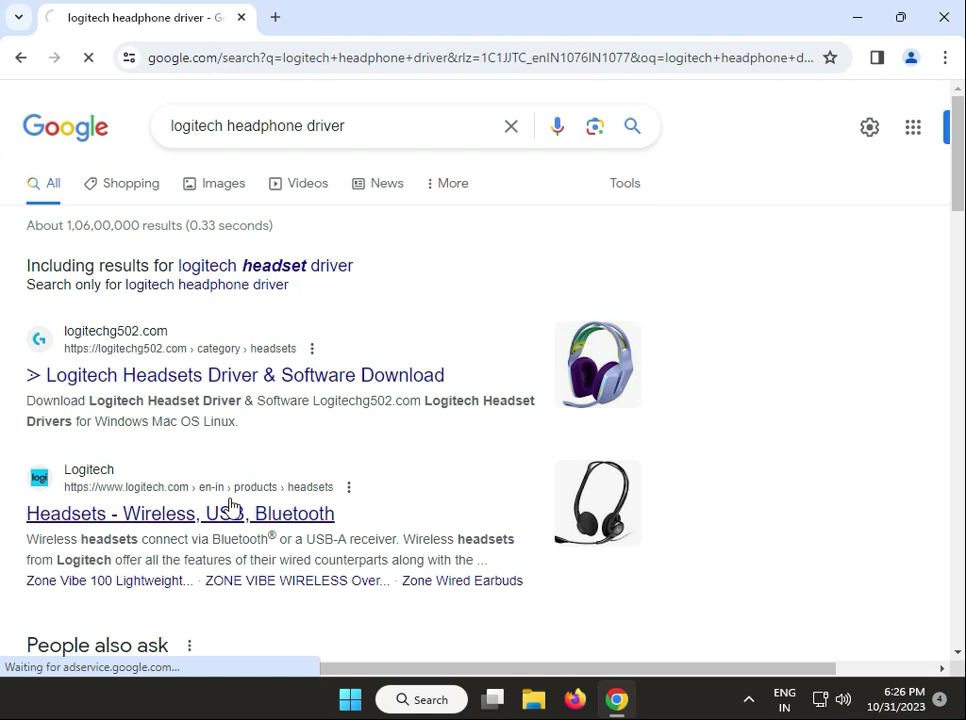 logitech headphone driver - G
google.com/search?q=logitech+headphone+driver&rlz=1C1JJTC_enIN1076IN1077&oq=logitech+headphone+d...
Google
logitech headphone driver
All
Shopping
Images
Videos
News
More
Tools
About 1,06,00,000 results (0.33 seconds)
Including results for logitech headset driver
Search only for logitech headphone driver
logitechg502.com
https://logitechg502.com › category › headsets
> Logitech Headsets Driver & Software Download
Download Logitech Headset Driver & Software Logitechg502.com Logitech Headset
Drivers for Windows Mac OS Linux.
logi
Logitech
https://www.logitech.com › en-in › products › headsets
Headsets - Wireless, USB, Bluetooth
Wireless headsets connect via Bluetooth® or a USB-A receiver. Wireless headsets
from Logitech offer all the features of their wired counterparts along with the ...
Zone Vibe 100 Lightweight... · ZONE VIBE WIRELESS Over... · Zone Wired Earbuds
People also ask
Waiting for adservice.google.com...
Search
ENG
IN
6:26 PM
10/31/2023
4